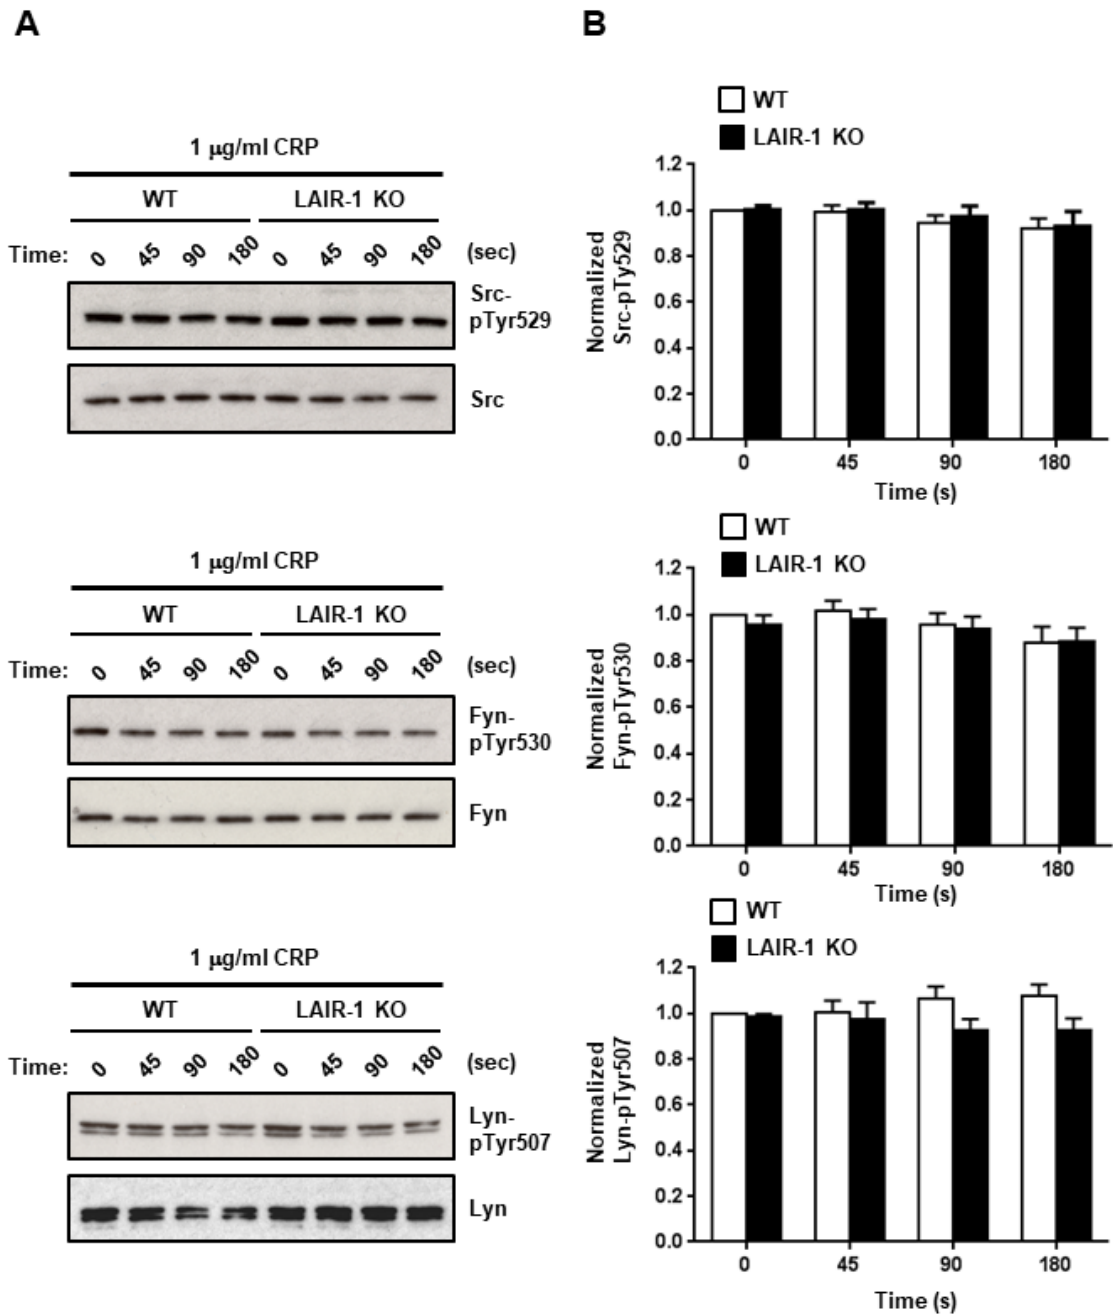 A
1 μg/ml CRP
WT LAIR-1 KO
Time: 0 45 90 180 0 45 90 180 (sec)
Src-
pTyr529
Src
1 μg/ml CRP
WT LAIR-1 KO
Time: 0 45 90 180 0 45 90 180 (sec)
Fyn-
pTyr530
Fyn
1 μg/ml CRP
WT LAIR-1 KO
Time: 0 45 90 180 0 45 90 180 (sec)
Lyn-
pTyr507
Lyn
B
WT
LAIR-1 KO
Normalized
Src-pTy529
1.2
1.0
0.8
0.6
0.4
0.2
0.0
0 45 90 180
Time (s)
WT
LAIR-1 KO
Normalized
Fyn-pTyr530
1.2
1.0
0.8
0.6
0.4
0.2
0.0
0 45 90 180
Time (s)
WT
LAIR-1 KO
Normalized
Lyn-pTyr507
1.2
1.0
0.8
0.6
0.4
0.2
0.0
0 45 90 180
Time (s)